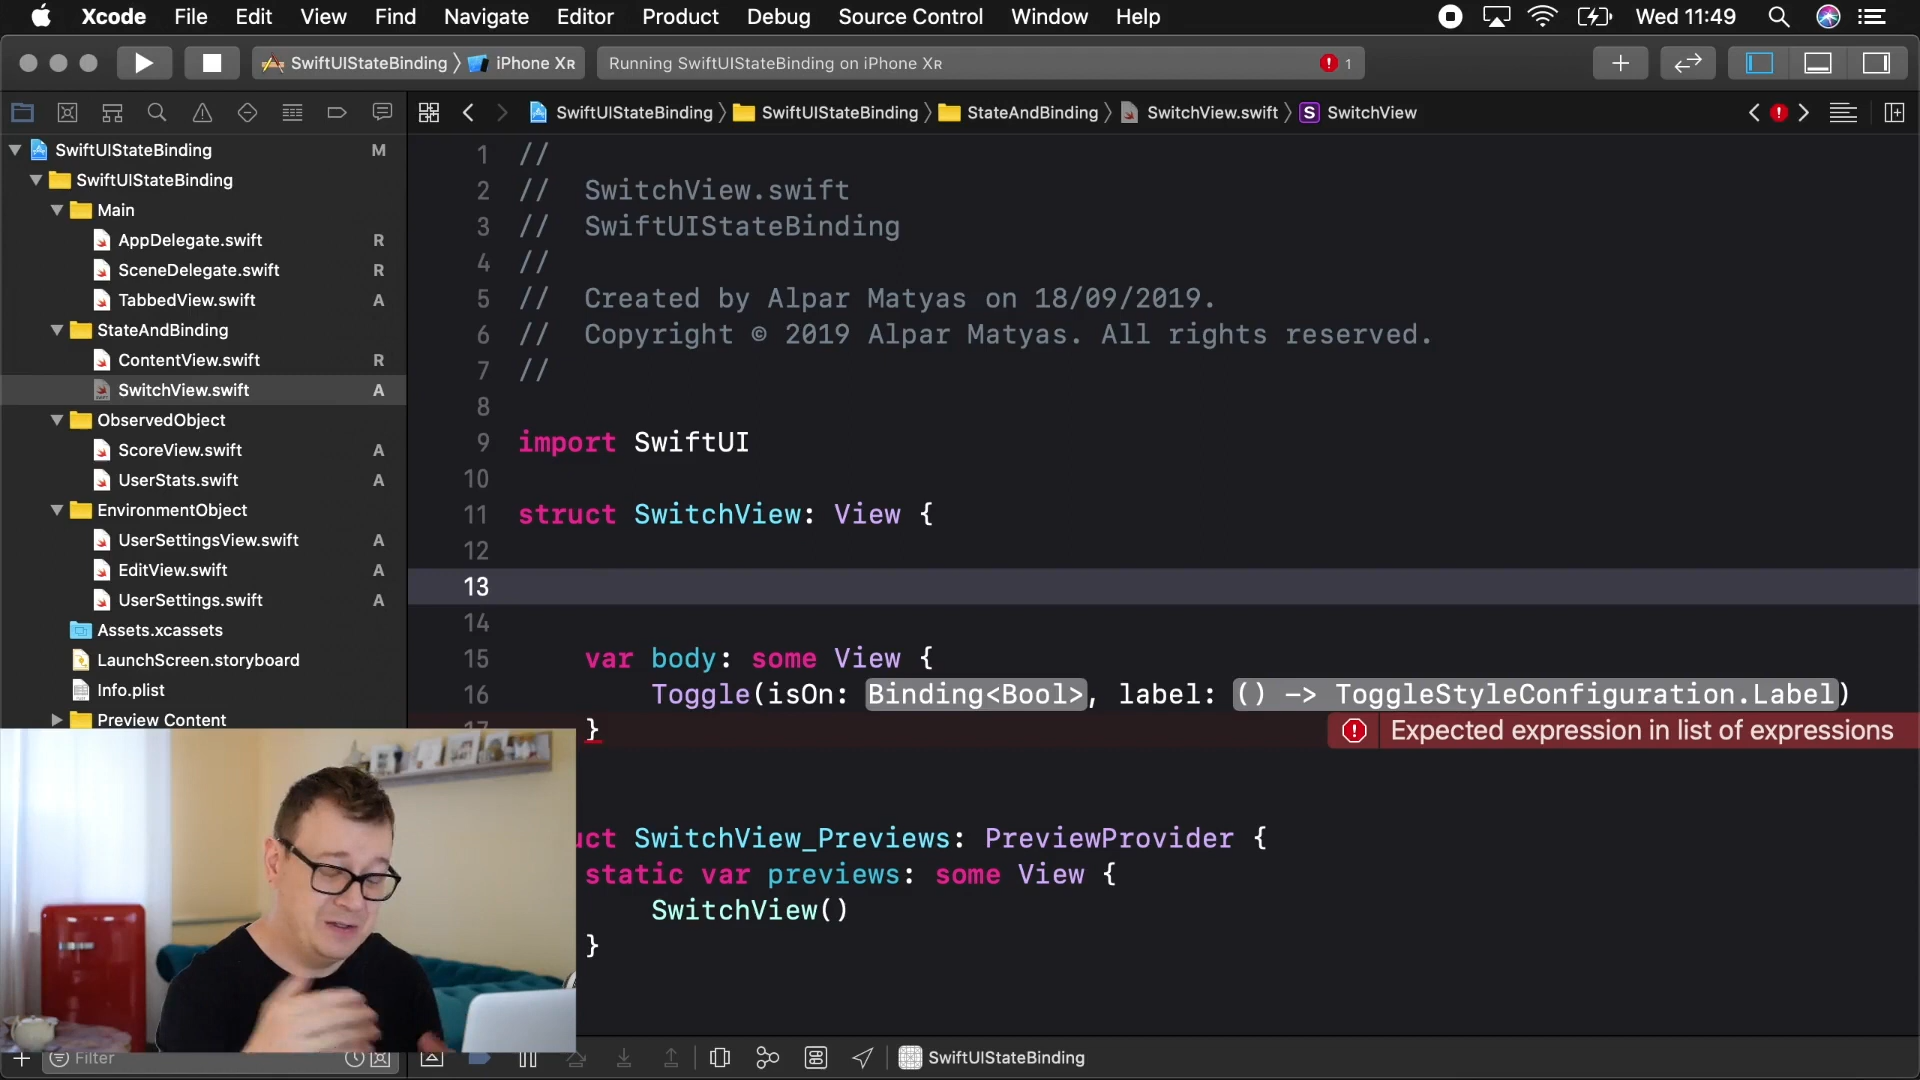 Xcode File Edit View Find Navigate Editor Product Debug Source Control Window Help Wed 11:49
SwiftUIStateBinding iPhone XR Running SwiftUIStateBinding on iPhone XR 1
SwiftUIStateBinding SwiftUIStateBinding StateAndBinding SwitchView.swift S SwitchView
SwiftUIStateBinding M
SwiftUIStateBinding
Main
AppDelegate.swift R
SceneDelegate.swift R
TabbedView.swift A
StateAndBinding
ContentView.swift R
SwitchView.swift A
ObservedObject
ScoreView.swift A
UserStats.swift A
EnvironmentObject
UserSettingsView.swift A
EditView.swift A
UserSettings.swift A
Assets.xcassets
LaunchScreen.storyboard
Info.plist
Preview Content
1 //
2 // SwitchView.swift
3 // SwiftUIStateBinding
4 //
5 // Created by Alpar Matyas on 18/09/2019.
6 // Copyright © 2019 Alpar Matyas. All rights reserved.
7 //
8
9 import SwiftUI
10
11 struct SwitchView: View {
12
13
14
15 var body: some View {
16 Toggle(isOn: Binding<Bool>, label: () -> ToggleStyleConfiguration.Label)
17 } Expected expression in list of expressions
uct SwitchView_Previews: PreviewProvider {
static var previews: some View {
SwitchView()
}
Filter SwiftUIStateBinding